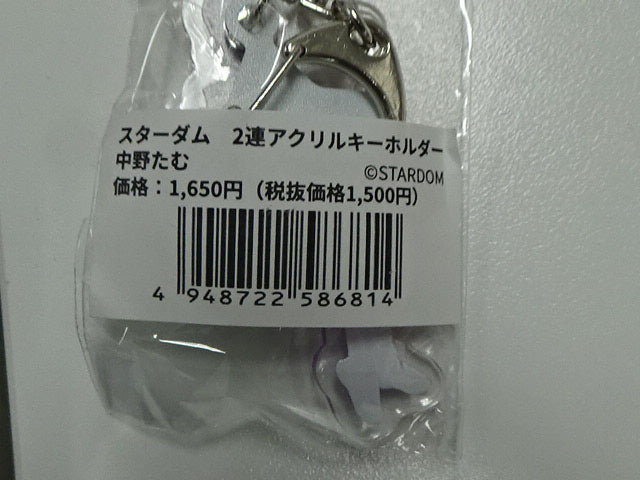 スターダム　2連アクリルキーホルダー
中野たむ
©STARDOM
価格：1,650円（税抜価格1,500円）
4 948722 586814